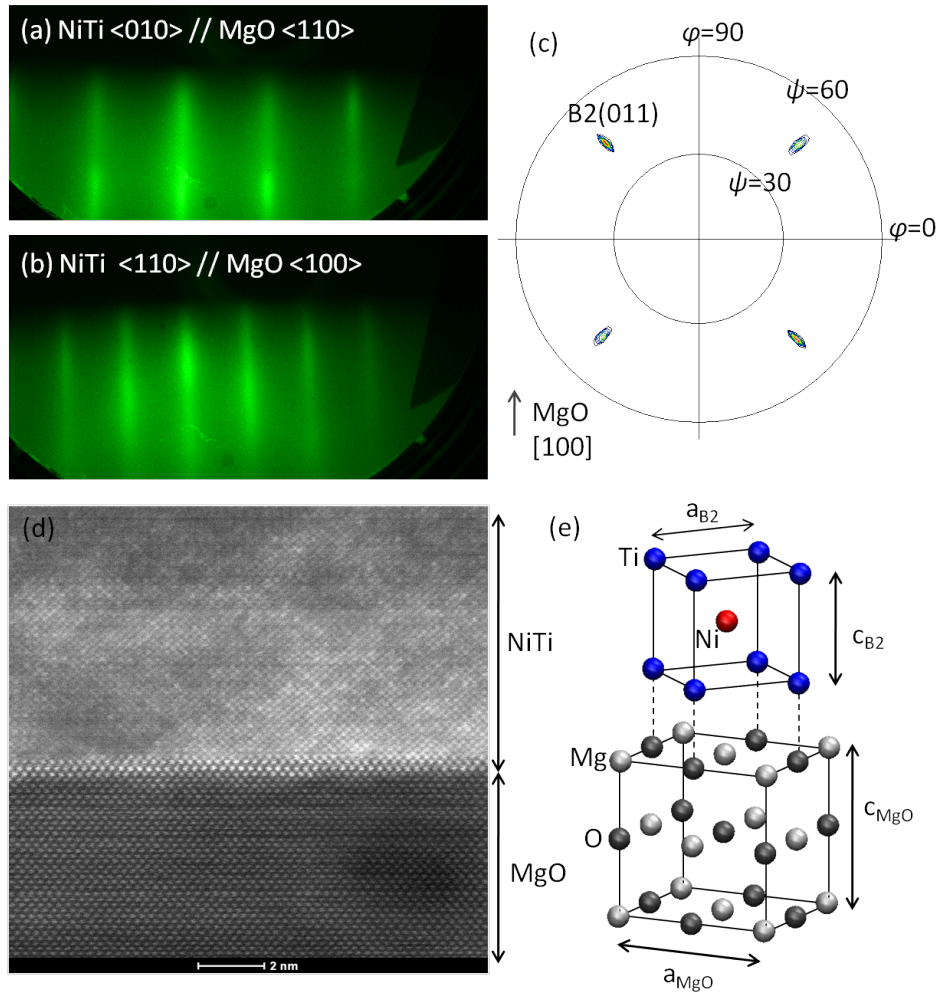 (a) NiTi <010> // MgO <110>
(b) NiTi <110> // MgO <100>
(c)
φ=90
ψ=60
B2(011)
ψ=30
φ=0
MgO
[100]
(d)
NiTi
MgO
2 nm
(e)
a_B2
Ti
Ni
c_B2
Mg
O
c_MgO
a_MgO